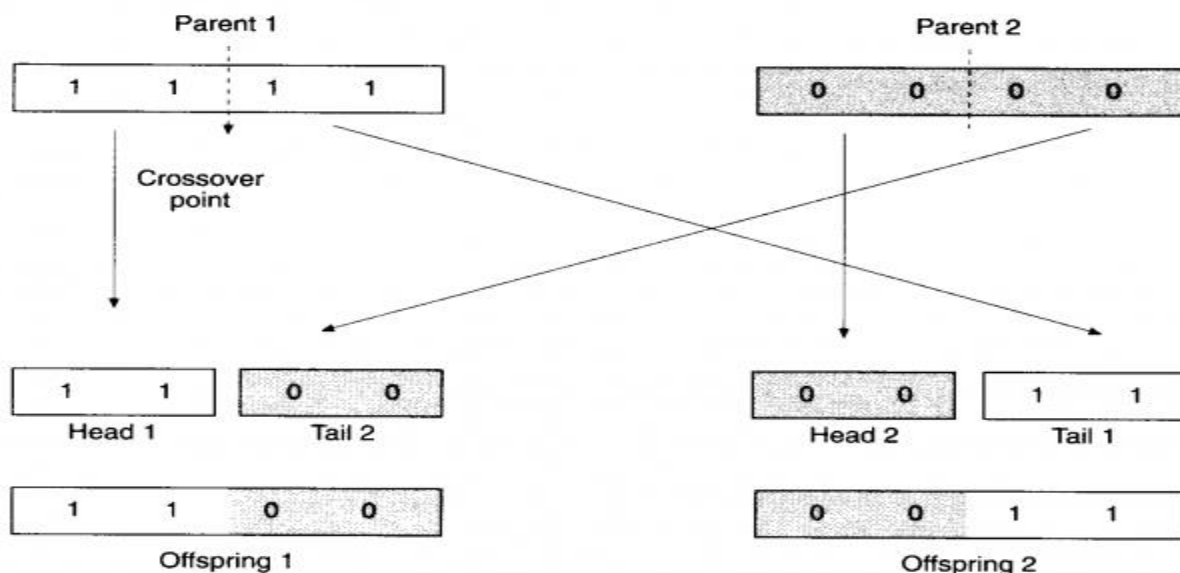 Parent 1
Parent 2
1 1 1 1
0 0 0 0
Crossover
point
1 1 0 0
0 0 1 1
Head 1 Tail 2
Head 2 Tail 1
1 1 0 0
0 0 1 1
Offspring 1
Offspring 2